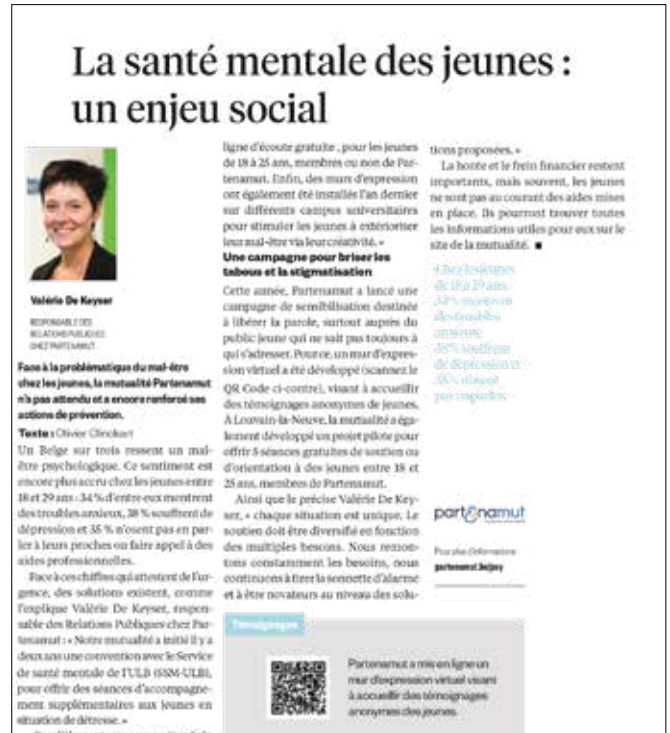 La santé mentale des jeunes :
un enjeu social
Valérie De Keyser
RESPONSABLE DES
RELATIONS PUBLIQUES
CHEZ PARTENAMUT
Face à la problématique du mal-être
chez les jeunes, la mutualité Partenamut
n'a pas attendu et a encore renforcé ses
actions de prévention.
Texte : Olivier Clinckart
Un Belge sur trois ressent un mal-
être psychologique. Ce sentiment est
encore plus accru chez les jeunes entre
18 et 29 ans : 34 % d'entre eux montrent
des troubles anxieux, 38 % souffrent de
dépression et 35 % n'osent pas en par-
ler à leurs proches ou faire appel à des
aides professionnelles.
Face à ces chiffres qui attestent de l'ur-
gence, des solutions existent, comme
l'explique Valérie De Keyser, respon-
sable des Relations Publiques chez Par-
tenamut : « Notre mutualité a initié il y a
deux ans une convention avec le Service
de santé mentale de l'ULB (SSM-ULB),
pour offrir des séances d'accompagne-
ment supplémentaires aux jeunes en
situation de détresse. »
ligne d'écoute gratuite , pour les jeunes
de 18 à 25 ans, membres ou non de Par-
tenamut. Enfin, des murs d'expression
ont également été installés l'an dernier
sur différents campus universitaires
pour stimuler les jeunes à extérioriser
leur mal-être via leur créativité. »
Une campagne pour briser les
tabous et la stigmatisation
Cette année, Partenamut a lancé une
campagne de sensibilisation destinée
à libérer la parole, surtout auprès du
public jeune qui ne sait pas toujours à
qui s'adresser. Pour ce, un mur d'expres-
sion virtuel a été développé (scannez le
QR Code ci-contre), visant à accueillir
des témoignages anonymes de jeunes.
À Louvain-la-Neuve, la mutualité a éga-
lement développé un projet pilote pour
offrir 5 séances gratuites de soutien ou
d'orientation à des jeunes entre 18 et
25 ans, membres de Partenamut.
Ainsi que le précise Valérie De Key-
ser, « chaque situation est unique. Le
soutien doit être diversifié en fonction
des multiples besoins. Nous remon-
tons constamment les besoins, nous
continuons à tirer la sonnette d'alarme
et à être novateurs au niveau des solu-
tions proposées. »
La honte et le frein financier restent
importants, mais souvent, les jeunes
ne sont pas au courant des aides mises
en place. Ils pourront trouver toutes
les informations utiles pour eux sur le
site de la mutualité. ■
Chez les jeunes
de 18 à 29 ans,
34% montrent
des troubles
anxieux,
38% souffrent
de dépression et
35% n'osent
pas en parler.
partenamut
Pour plus d'informations
Témoignages
Partenamut a mis en ligne un
mur d'expression virtuel visant
à accueillir des témoignages
anonymes des jeunes.